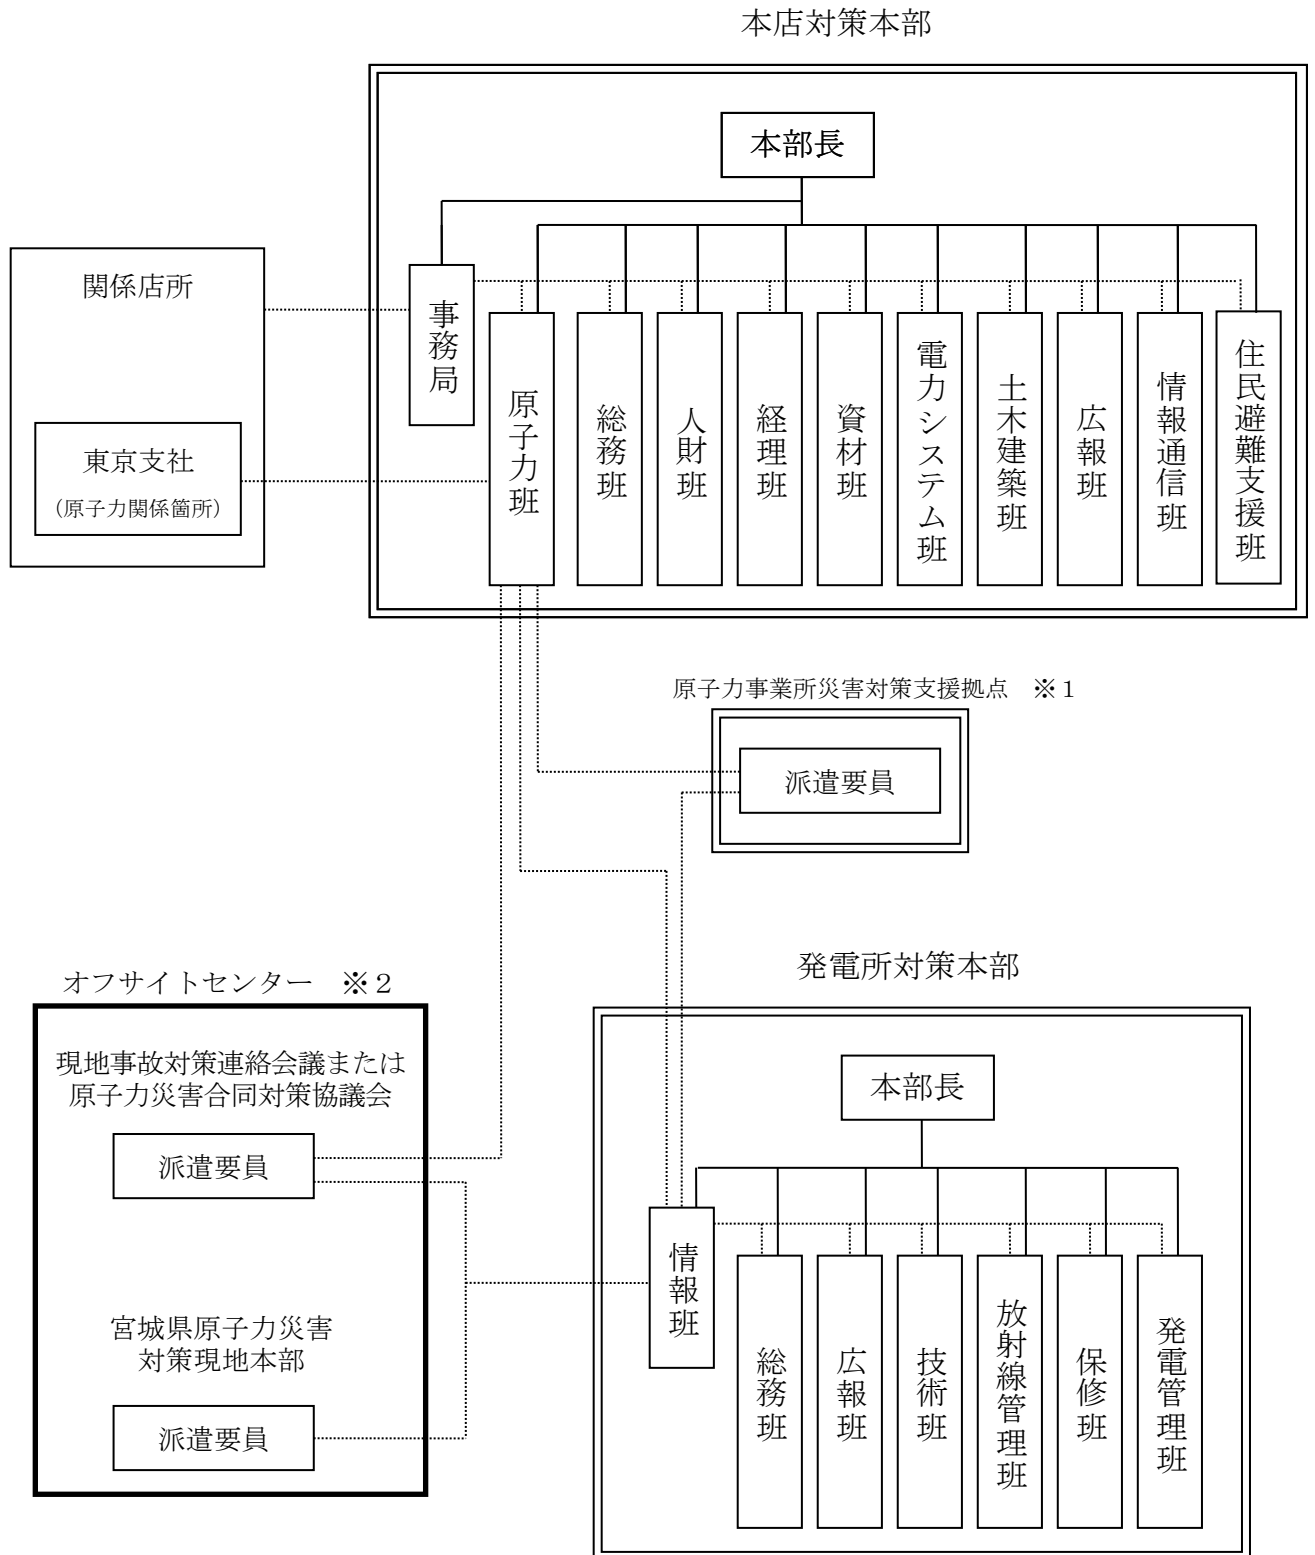 本店対策本部
本部長
関係店所
東京支社
(原子力関係箇所)
事務局
原子力班
総務班
人財班
経理班
資材班
電力システム班
土木建築班
広報班
情報通信班
住民避難支援班
原子力事業所災害対策支援拠点　※１
派遣要員
オフサイトセンター　※２
現地事故対策連絡会議または
原子力災害合同対策協議会
派遣要員
宮城県原子力災害
対策現地本部
派遣要員
発電所対策本部
本部長
情報班
総務班
広報班
技術班
放射線管理班
保修班
発電管理班